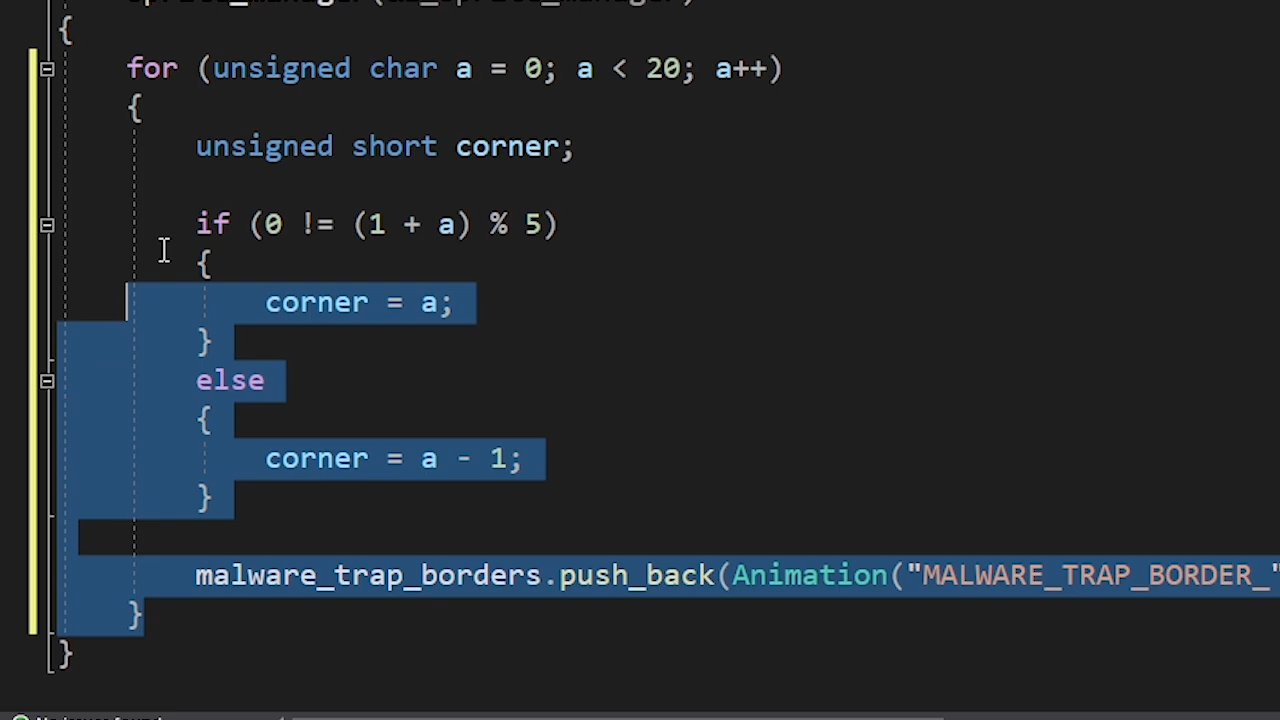 {
for (unsigned char a = 0; a < 20; a++)
{
unsigned short corner;
if (0 != (1 + a) % 5)
{
corner = a;
}
else
{
corner = a - 1;
}
malware_trap_borders.push_back(Animation("MALWARE_TRAP_BORDER_"
}
}